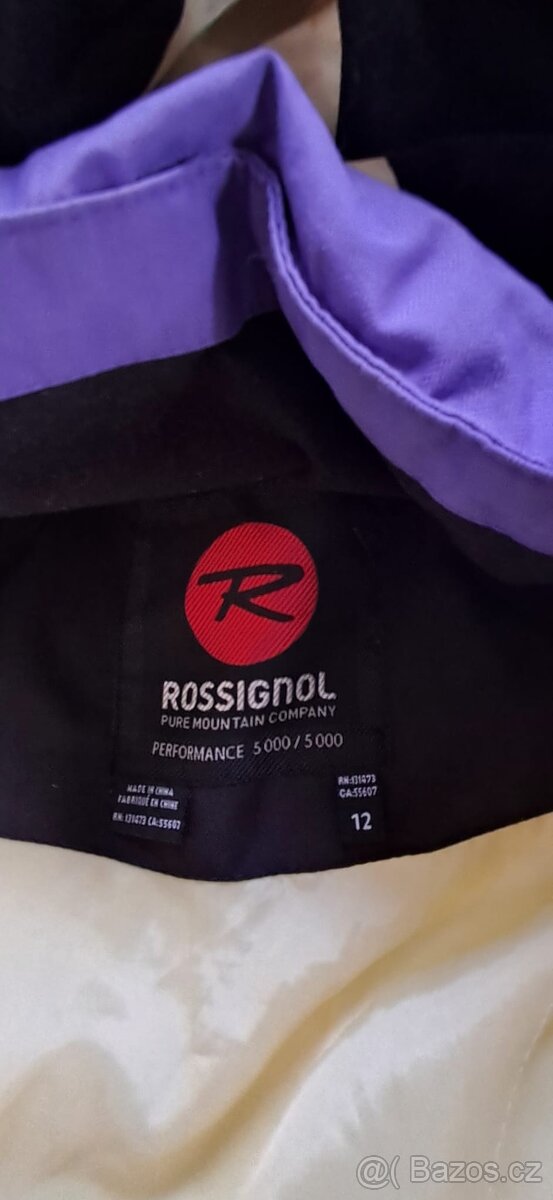 R
ROSSIGNOL
PURE MOUNTAIN COMPANY
PERFORMANCE 5 000 / 5 000
MADE IN CHINA
FABRIQUÉ EN CHINE
RN: 131473 CA:55607
RN:131473
CA:55607
12
@( Bazos.cz